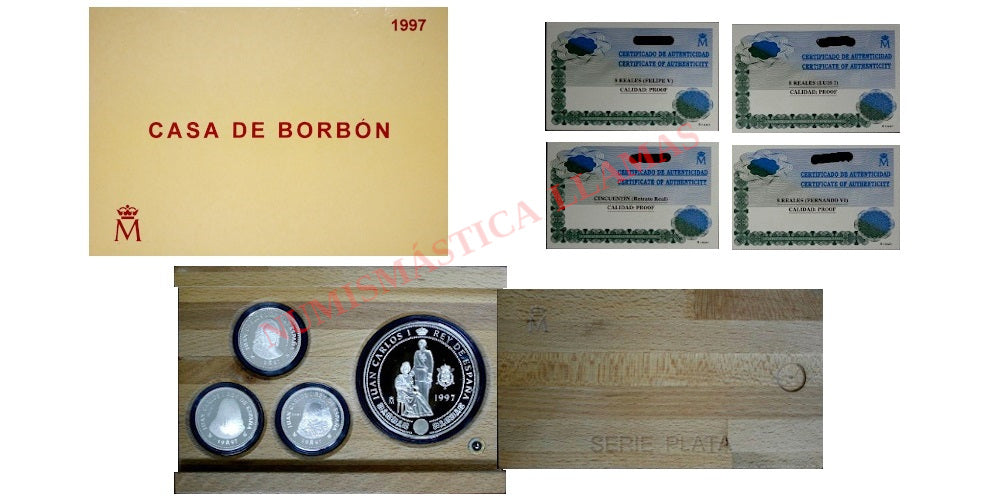 1997
CASA DE BORBÓN
M
M
CERTIFICADO DE AUTENTICIDAD
CERTIFICATE OF AUTHENTICITY
8 REALES (FELIPE V)
CALIDAD: PROOF
M
CERTIFICADO DE AUTENTICIDAD
CERTIFICATE OF AUTHENTICITY
8 REALES (LUIS I)
CALIDAD: PROOF
M
CERTIFICADO DE AUTENTICIDAD
CERTIFICATE OF AUTHENTICITY
CINCUENTIN (Retrato Real)
CALIDAD: PROOF
M
CERTIFICADO DE AUTENTICIDAD
CERTIFICATE OF AUTHENTICITY
8 REALES (FERNANDO VI)
CALIDAD: PROOF
NUMISMÁSTICA LLAMAS
JUAN CARLOS I REY DE ESPAÑA
M 1997
M
SERIE PLATA